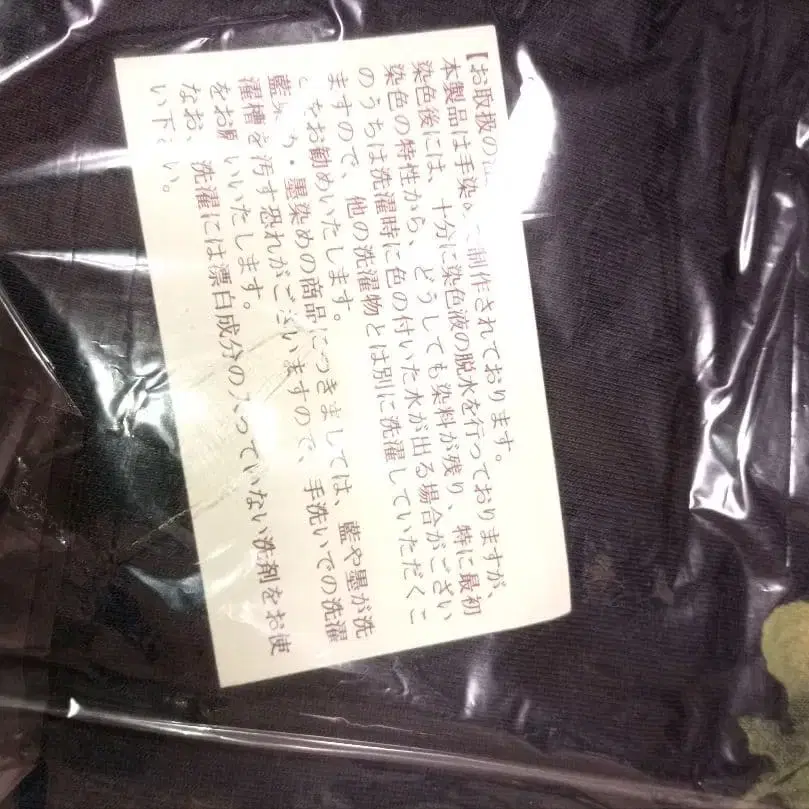 【お取扱の
本製品は手染 制作されております。
染色後には、十分に染色液の脱水を行っておりますが、
染色の特性から、どうしても染料が残り、特に最初
のうちは洗濯時に色の付いた水が出る場合がござい
ますので、他の洗濯物とは別に洗濯していただくこ
をお勧めいたします。
藍 ・墨染めの商品につきましては、藍や墨が洗
濯槽を汚す恐れがございますので、手洗いでの洗濯
をお願いいたします。
なお、洗濯には漂白成分の入っていない洗剤をお使
い下さい。